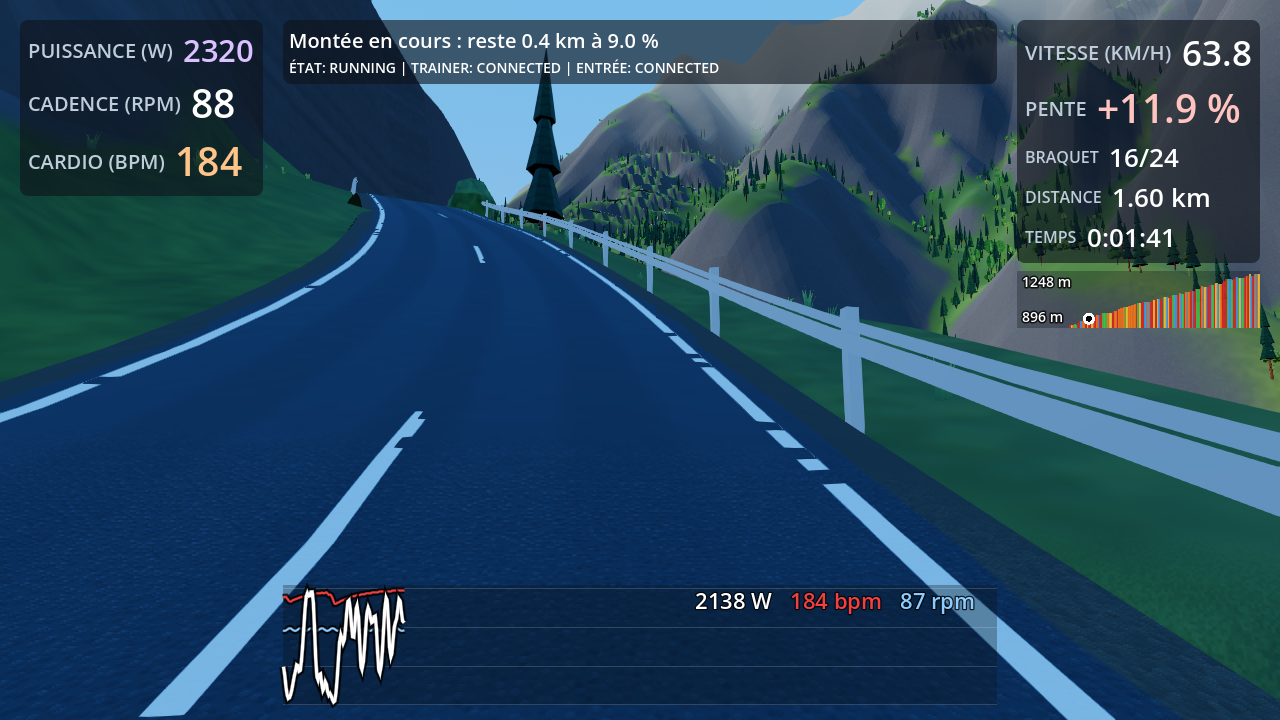 PUISSANCE (W) 2320
CADENCE (RPM) 88
CARDIO (BPM) 184
Montée en cours : reste 0.4 km à 9.0 %
ÉTAT: RUNNING | TRAINER: CONNECTED | ENTRÉE: CONNECTED
VITESSE (KM/H) 63.8
PENTE +11.9 %
BRAQUET 16/24
DISTANCE 1.60 km
TEMPS 0:01:41
1248 m
896 m
2138 W 184 bpm 87 rpm